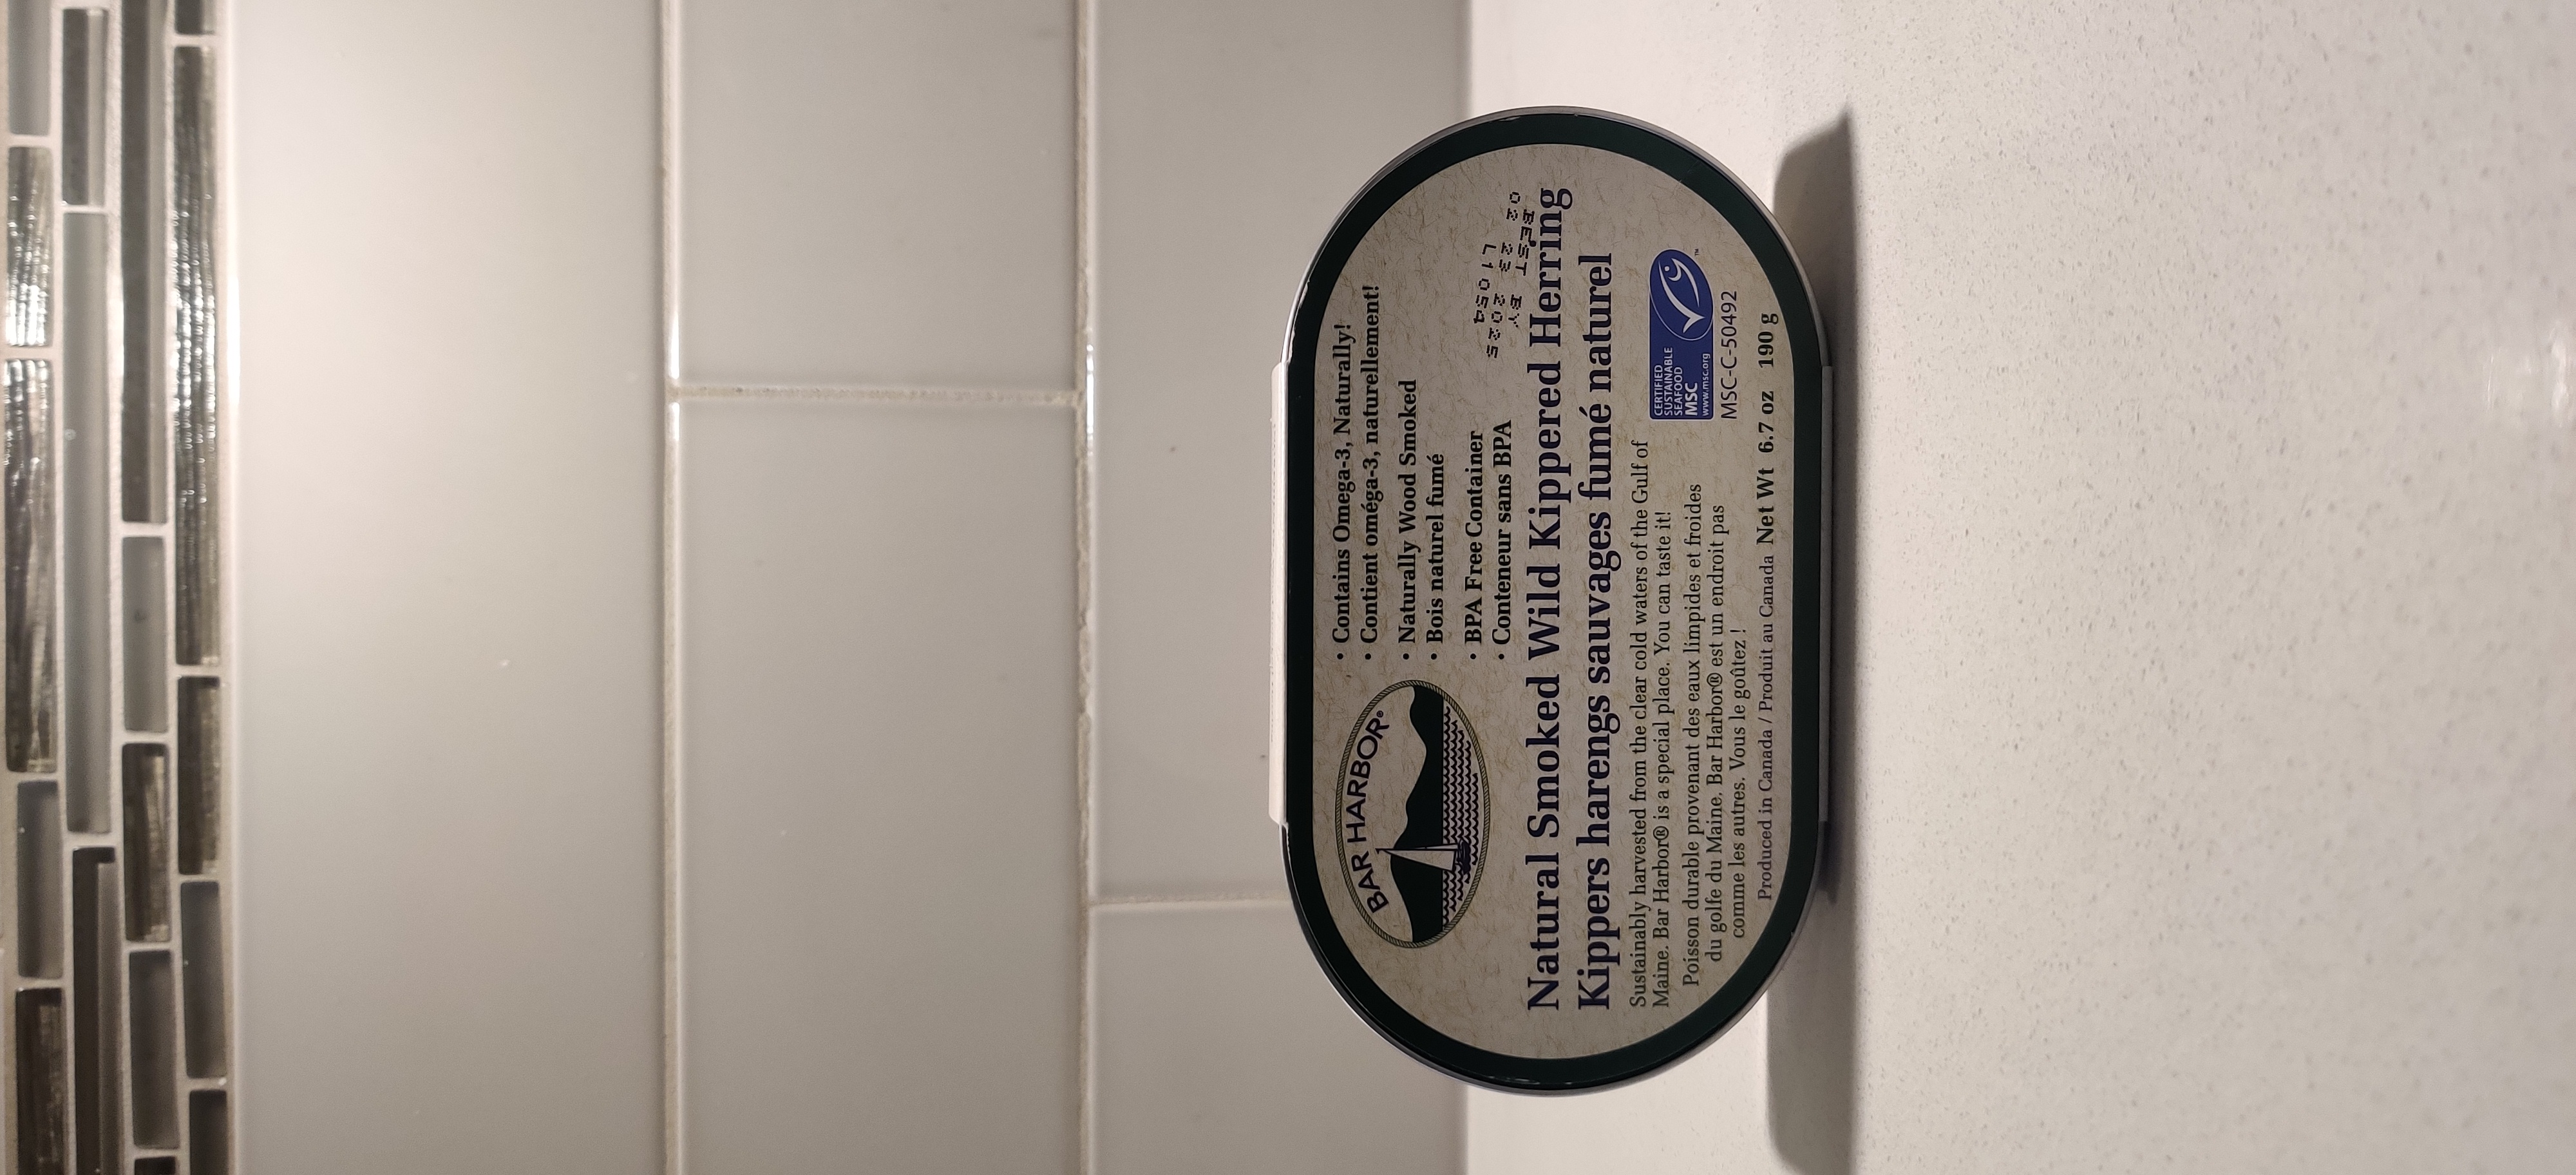 BAR HARBOR®
• Contains Omega-3, Naturally!
• Contient oméga-3, naturellement!
• Naturally Wood Smoked
• Bois naturel fumé
• BPA Free Container
• Conteneur sans BPA
BEST BY
02 23 2025
L1 054
Natural Smoked Wild Kippered Herring
Kippers harengs sauvages fumé naturel
Sustainably harvested from the clear cold waters of the Gulf of
Maine. Bar Harbor® is a special place. You can taste it!
Poisson durable provenant des eaux limpides et froides
du golfe du Maine. Bar Harbor® est un endroit pas
comme les autres. Vous le goûtez !
CERTIFIED
SUSTAINABLE
SEAFOOD
MSC
www.msc.org
™
MSC-C-50492
Produced in Canada / Produit au Canada Net Wt 6.7 oz 190 g